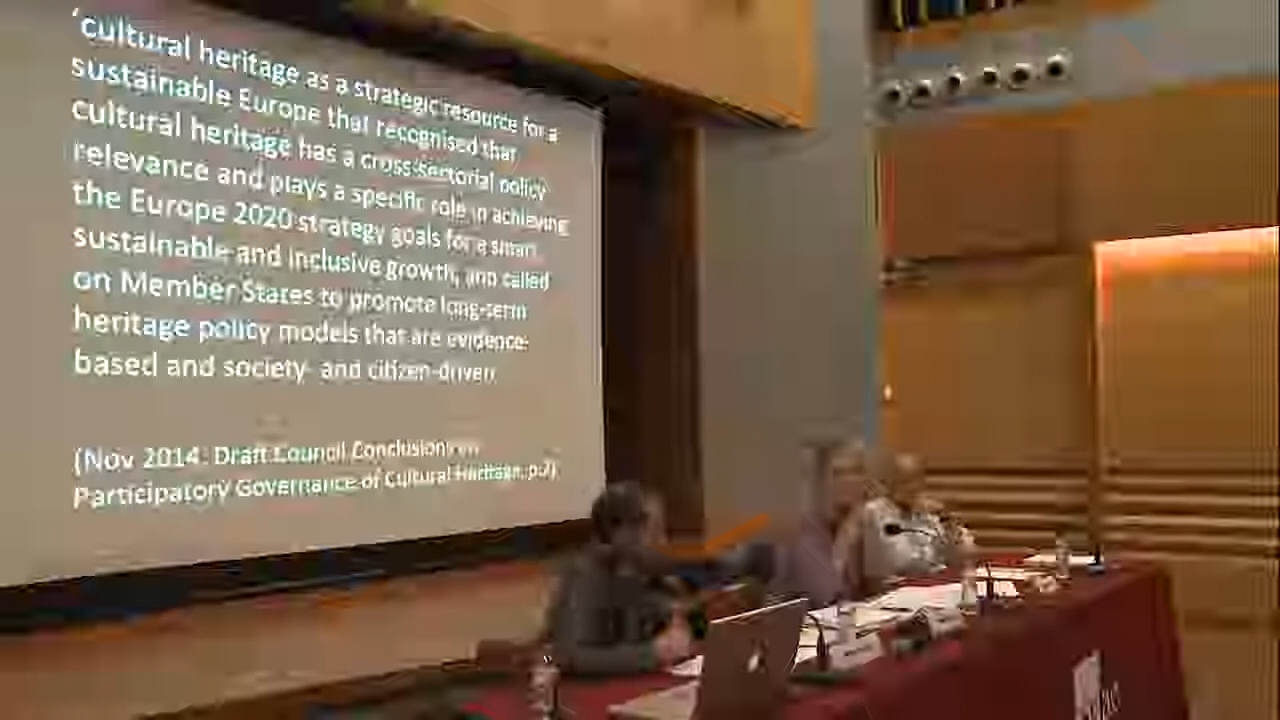 ‘cultural heritage as a strategic resource for a
sustainable Europe that recognised that
cultural heritage has a cross-sectorial policy
relevance and plays a specific role in achieving
the Europe 2020 strategy goals for a smart
sustainable and inclusive growth, and called
on Member States to promote long-term
heritage policy models that are evidence-
based and society- and citizen-driven
(Nov 2014: Draft Council Conclusions on
Participatory Governance of Cultural Heritage, p.2)